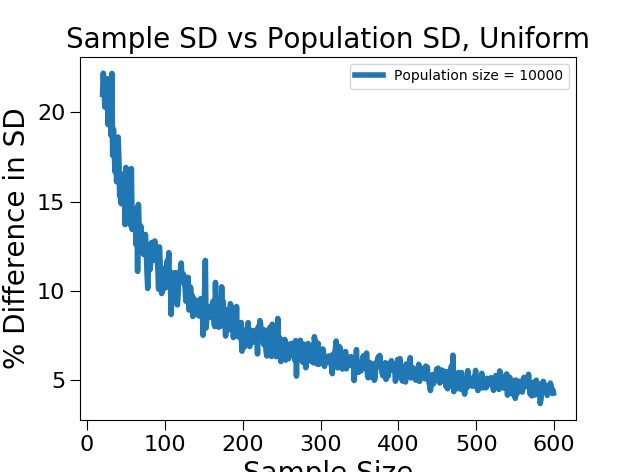 Sample SD vs Population SD, Uniform
Population size = 10000
% Difference in SD
20
15
10
5
0 100 200 300 400 500 600
Sample Size